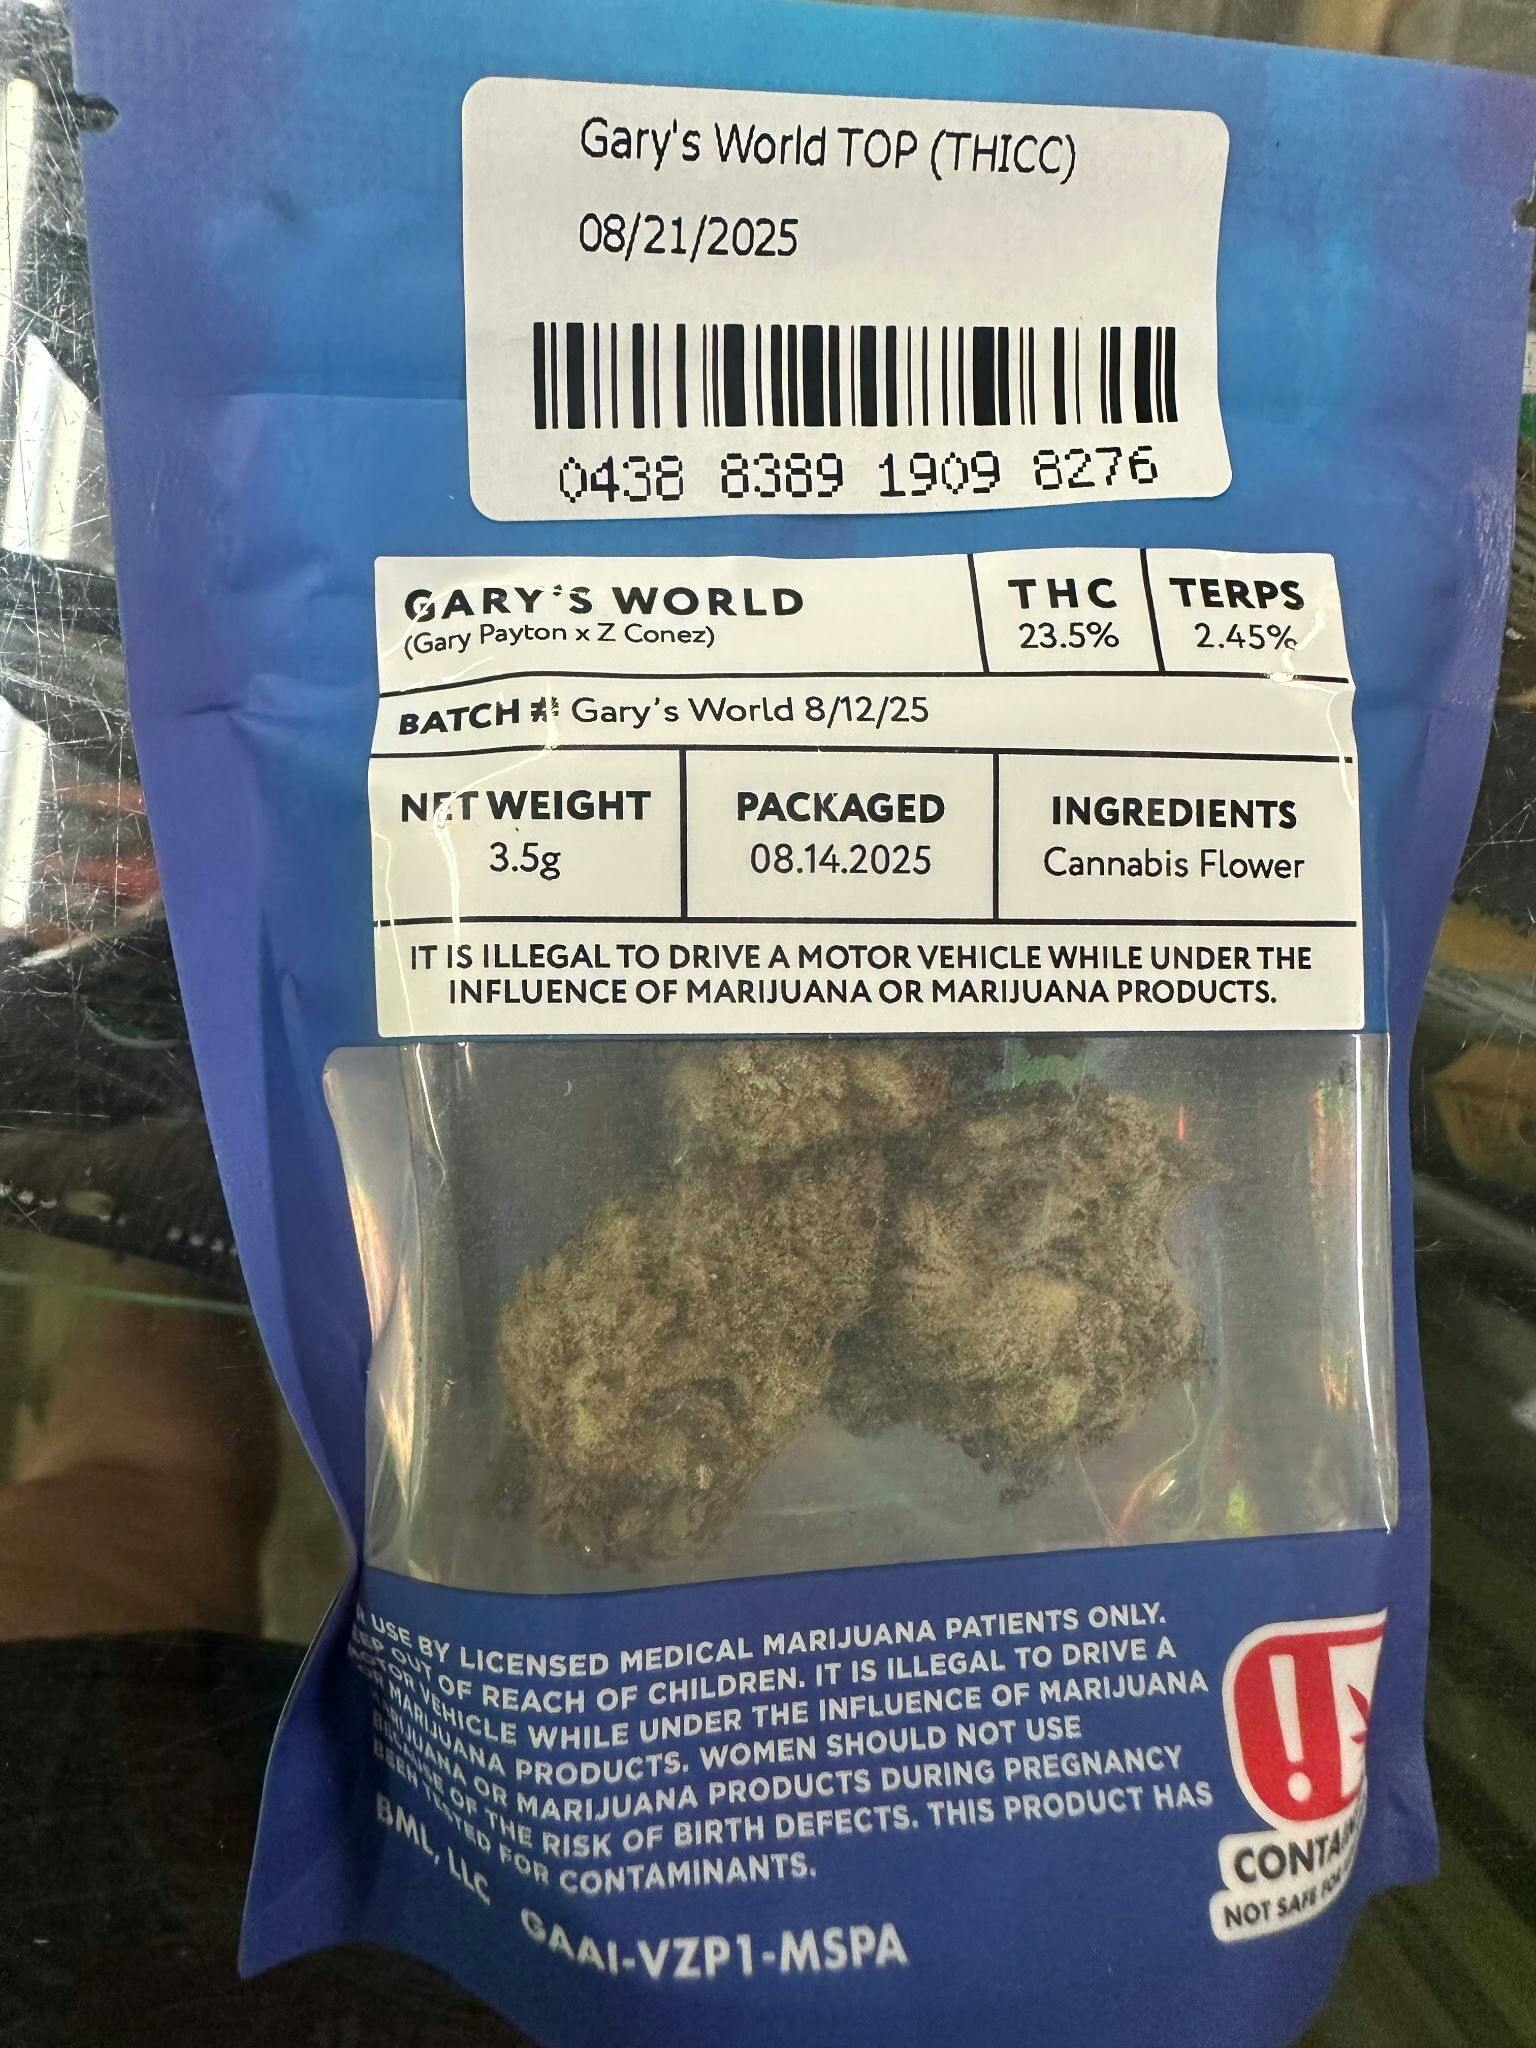 Gary's World TOP (THICC)
08/21/2025
0438 8389 1909 8276
GARY'S WORLD
(Gary Payton x Z Conez)
THC
23.5%
TERPS
2.45%
BATCH # Gary's World 8/12/25
NET WEIGHT
3.5g
PACKAGED
08.14.2025
INGREDIENTS
Cannabis Flower
IT IS ILLEGAL TO DRIVE A MOTOR VEHICLE WHILE UNDER THE
INFLUENCE OF MARIJUANA OR MARIJUANA PRODUCTS.
USE BY LICENSED MEDICAL MARIJUANA PATIENTS ONLY.
OUT OF REACH OF CHILDREN. IT IS ILLEGAL TO DRIVE A
MOTOR VEHICLE WHILE UNDER THE INFLUENCE OF MARIJUANA
MARIJUANA PRODUCTS. WOMEN SHOULD NOT USE
OR MARIJUANA PRODUCTS DURING PREGNANCY
OF THE RISK OF BIRTH DEFECTS. THIS PRODUCT HAS
BEEN TESTED FOR CONTAMINANTS.
BML, LLC
GAAI-VZP1-MSPA
!
NOT SAFE